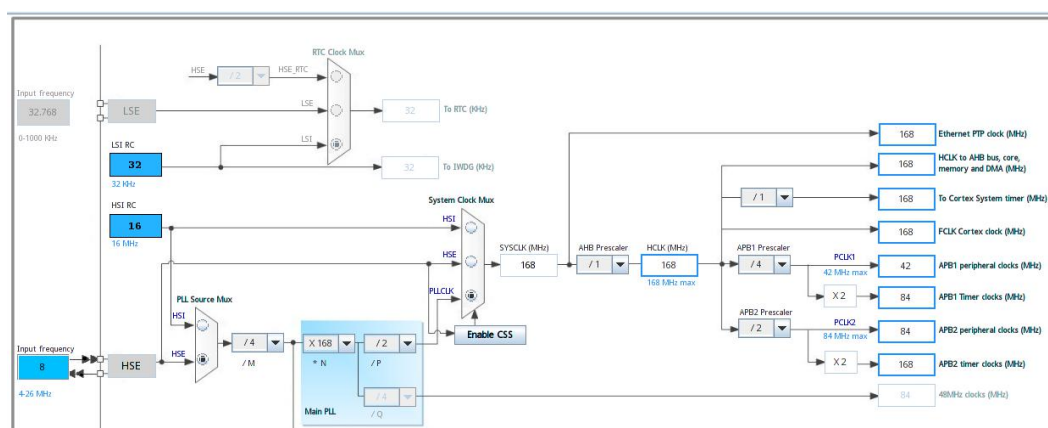 RTC Clock Mux
HSE
/ 2
HSE_RTC
Input frequency
32.768
0-1000 KHz
LSE
LSE
32
To RTC (KHz)
LSI RC
32
32 KHz
LSI
32
To IWDG (KHz)
HSI RC
16
16 MHz
System Clock Mux
HSI
HSE
PLLCLK
SYSCLK (MHz)
168
AHB Prescaler
/ 1
HCLK (MHz)
168
168 MHz max
Enable CSS
PLL Source Mux
HSI
HSE
Input frequency
8
4-26 MHz
HSE
/ 4
/ M
X 168
* N
/ 2
/ P
/ 4
/ Q
Main PLL
168
Ethernet PTP clock (MHz)
168
HCLK to AHB bus, core,
memory and DMA (MHz)
/ 1
168
To Cortex System timer (MHz)
168
FCLK Cortex clock (MHz)
APB1 Prescaler
/ 4
PCLK1
42 MHz max
42
APB1 peripheral clocks (MHz)
X 2
84
APB1 Timer clocks (MHz)
APB2 Prescaler
/ 2
PCLK2
84 MHz max
84
APB2 peripheral clocks (MHz)
X 2
168
APB2 timer clocks (MHz)
84
48MHz clocks (MHz)